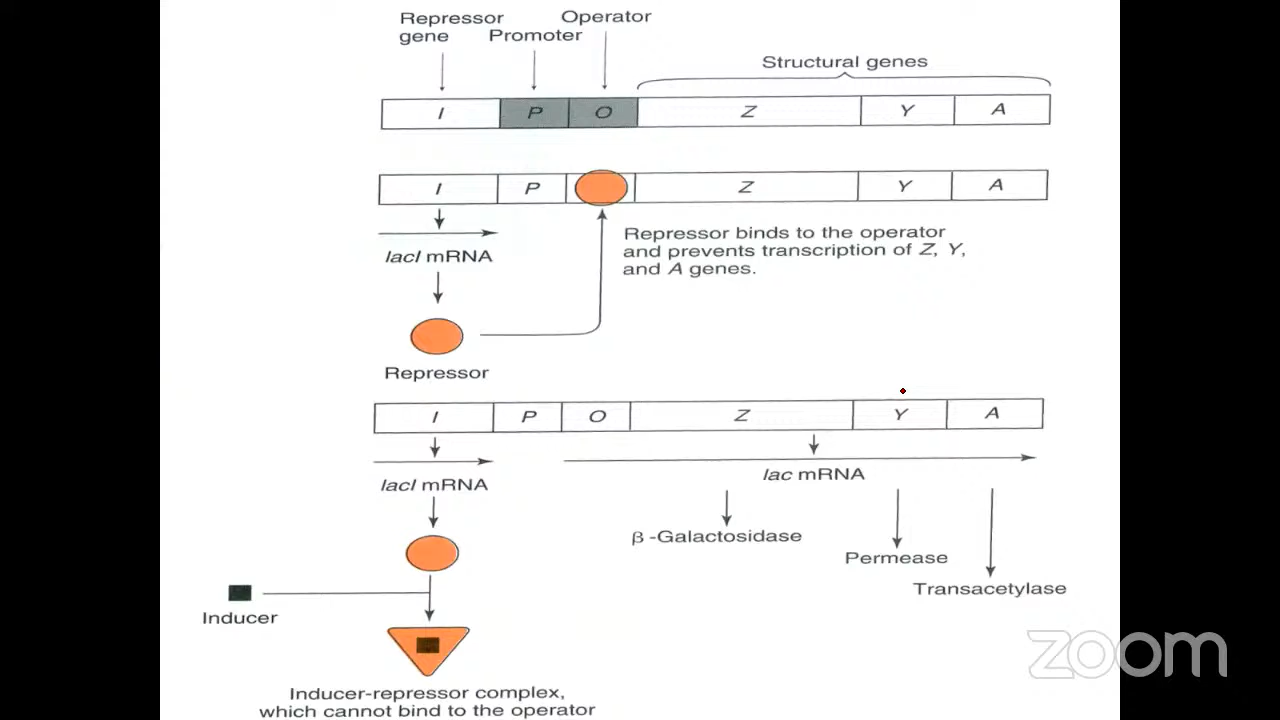 Repressor gene
Promoter
Operator
Structural genes
I P O Z Y A
I P Z Y A
lacI mRNA
Repressor
Repressor binds to the operator
and prevents transcription of Z, Y,
and A genes.
I P O Z Y A
lacI mRNA
lac mRNA
β-Galactosidase
Permease
Transacetylase
Inducer
Inducer-repressor complex,
which cannot bind to the operator
zoom